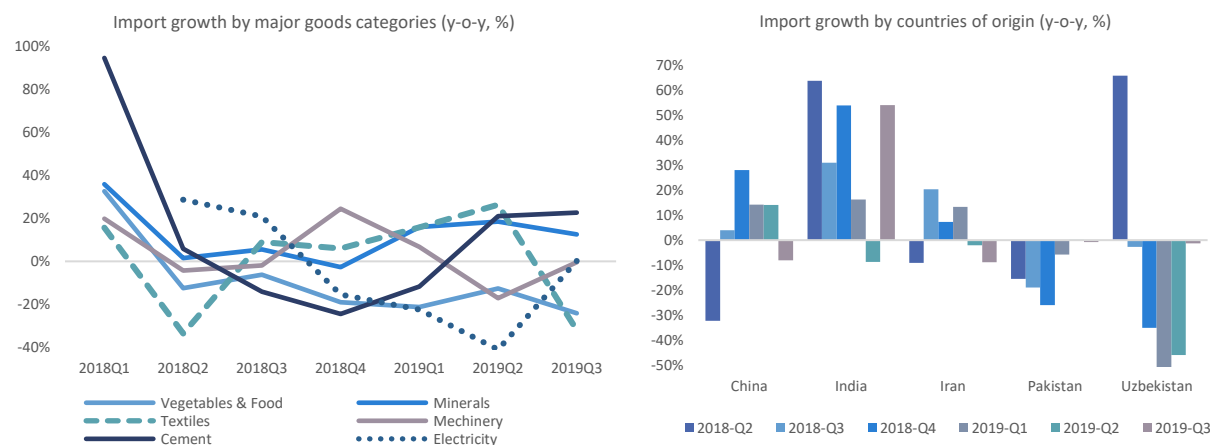 Import growth by major goods categories (y-o-y, %)
100%
80%
60%
40%
20%
0%
-20%
-40%
2018Q1 2018Q2 2018Q3 2018Q4 2019Q1 2019Q2 2019Q3
Vegetables & Food Minerals
Textiles Mechinery
Cement Electricity
Import growth by countries of origin (y-o-y, %)
70%
60%
50%
40%
30%
20%
10%
0%
-10%
-20%
-30%
-40%
-50%
China India Iran Pakistan Uzbekistan
2018-Q2 2018-Q3 2018-Q4 2019-Q1 2019-Q2 2019-Q3